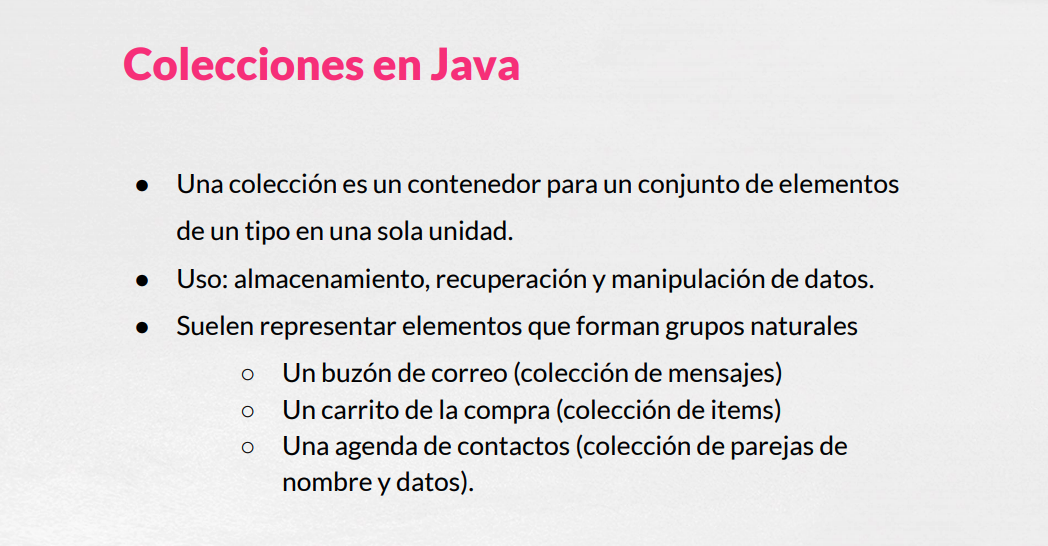 Colecciones en Java
● Una colección es un contenedor para un conjunto de elementos
de un tipo en una sola unidad.
● Uso: almacenamiento, recuperación y manipulación de datos.
● Suelen representar elementos que forman grupos naturales
○ Un buzón de correo (colección de mensajes)
○ Un carrito de la compra (colección de items)
○ Una agenda de contactos (colección de parejas de
nombre y datos).